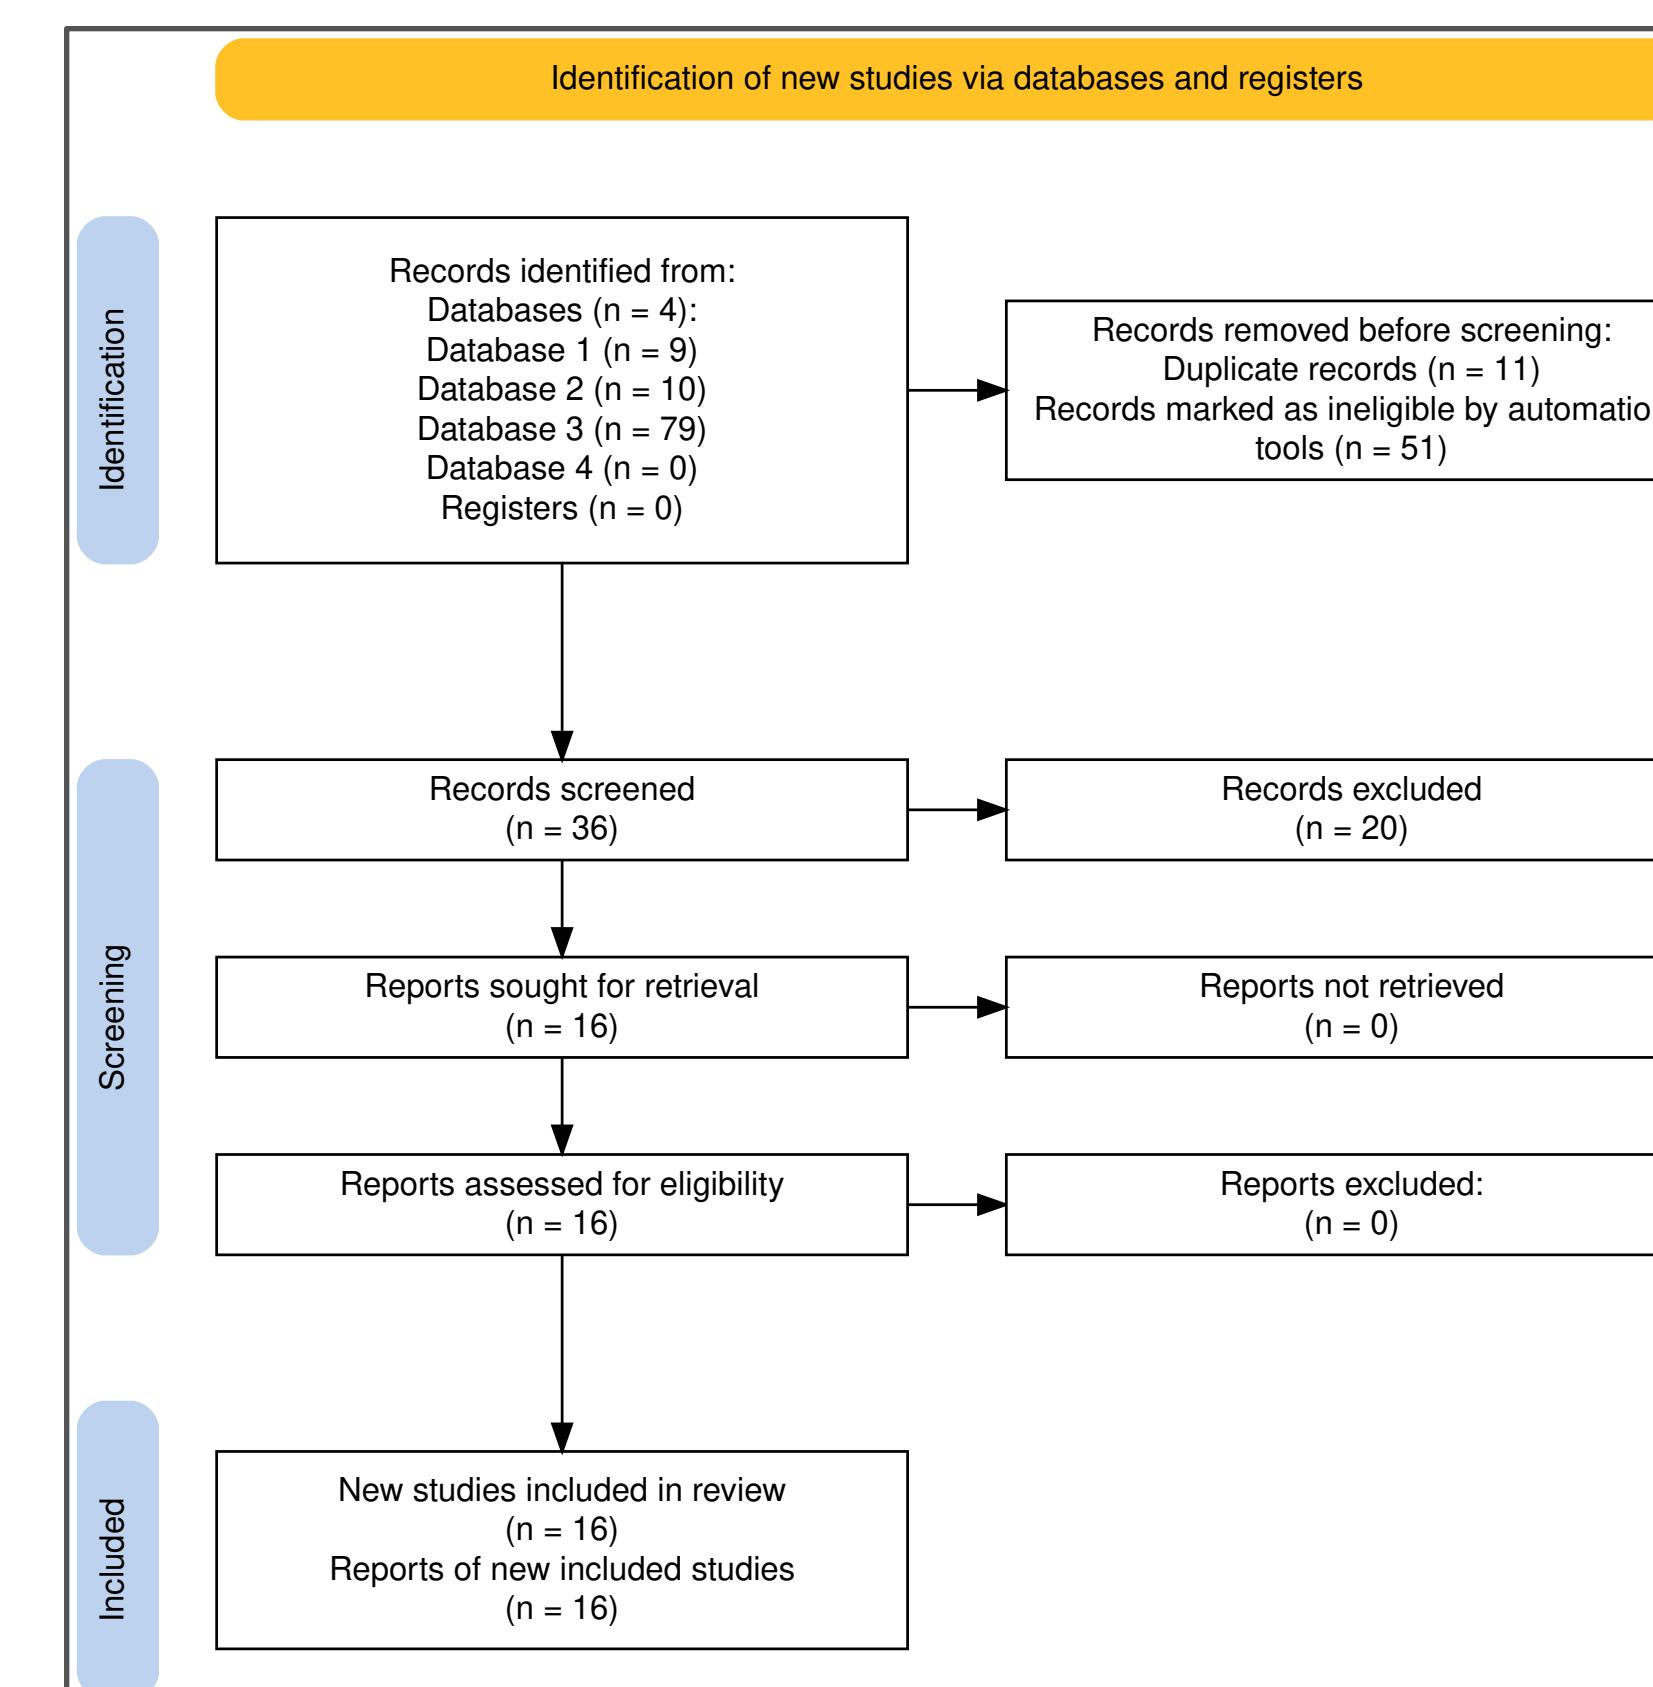 Identification of new studies via databases and registers
Identification
Records identified from:
Databases (n = 4):
Database 1 (n = 9)
Database 2 (n = 10)
Database 3 (n = 79)
Database 4 (n = 0)
Registers (n = 0)
Records removed before screening:
Duplicate records (n = 11)
Records marked as ineligible by automatio
tools (n = 51)
Screening
Records screened
(n = 36)
Records excluded
(n = 20)
Reports sought for retrieval
(n = 16)
Reports not retrieved
(n = 0)
Reports assessed for eligibility
(n = 16)
Reports excluded:
(n = 0)
Included
New studies included in review
(n = 16)
Reports of new included studies
(n = 16)